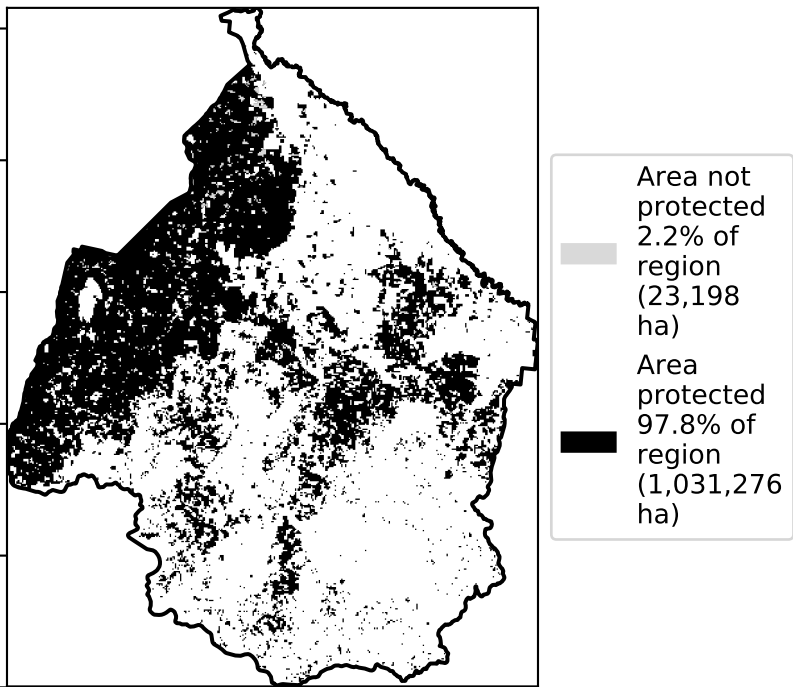 Area not
protected
2.2% of
region
(23,198
ha)
Area
protected
97.8% of
region
(1,031,276
ha)